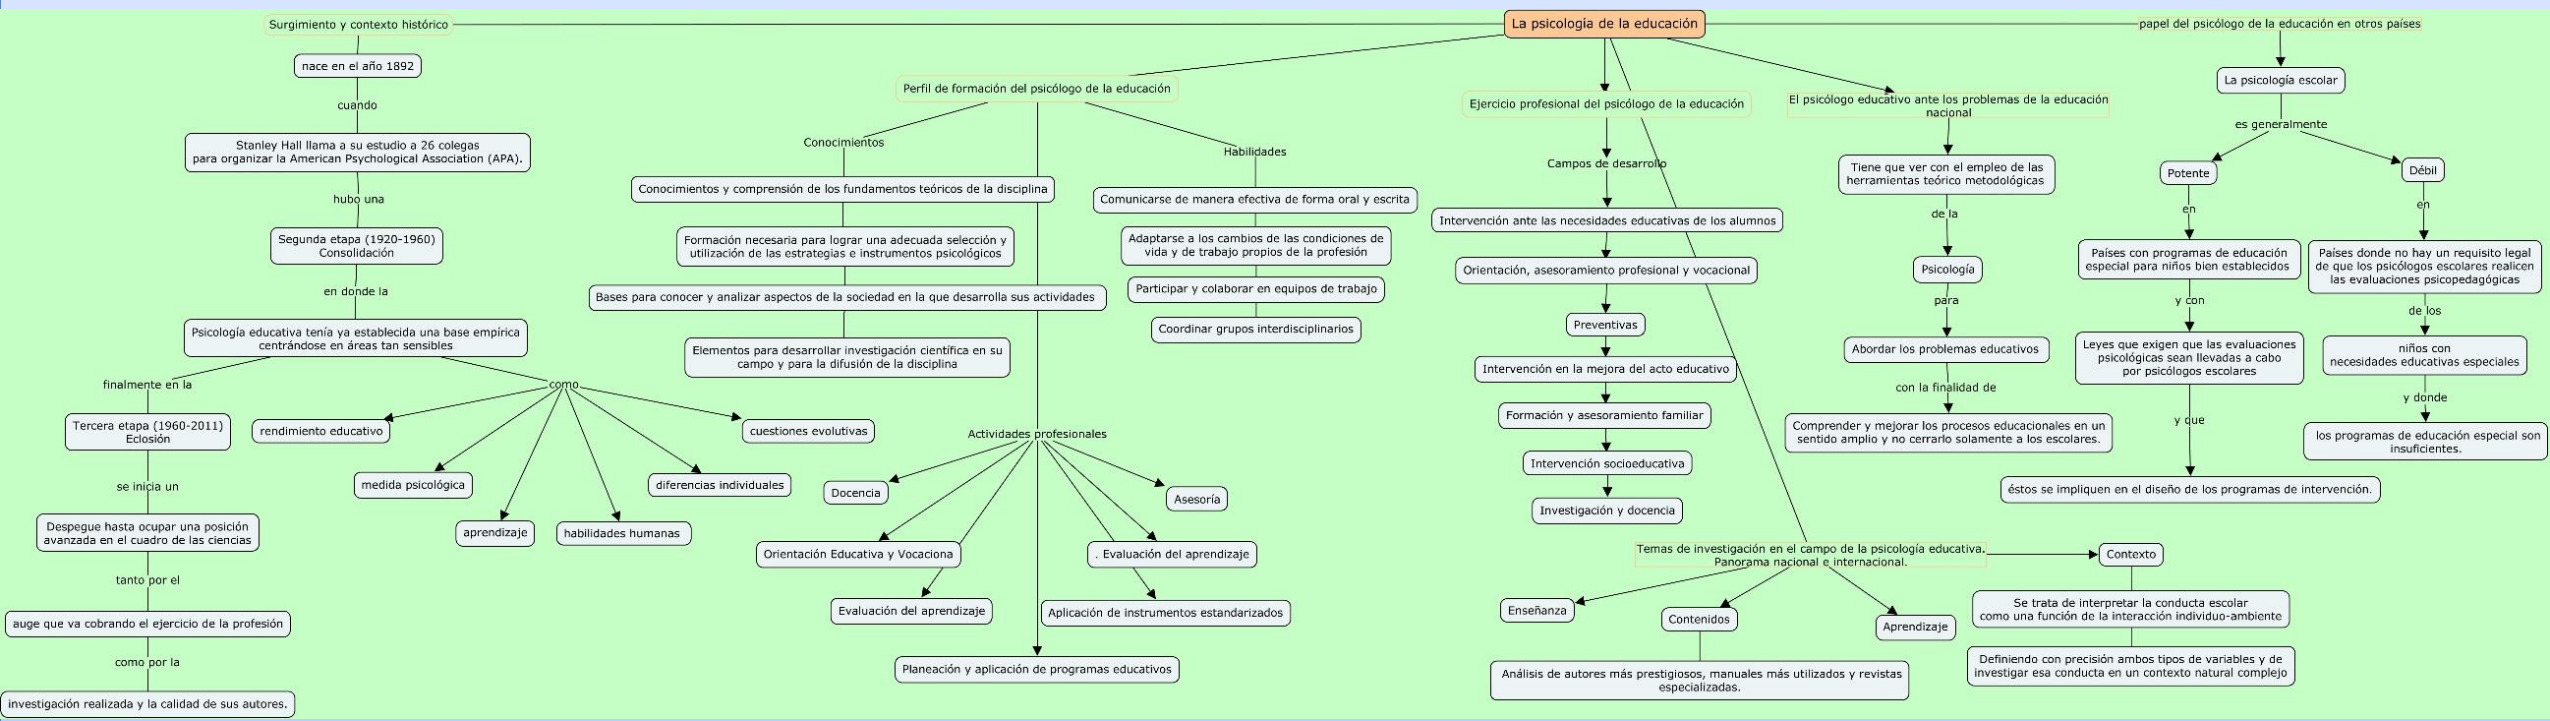 La psicología de la educación
Surgimiento y contexto histórico
nace en el año 1892
cuando
Stanley Hall llama a su estudio a 26 colegas
para organizar la American Psychological Association (APA).
hubo una
Segunda etapa (1920-1960)
Consolidación
en donde la
Psicología educativa tenía ya establecida una base empírica
centrándose en áreas tan sensibles
finalmente en la
Tercera etapa (1960-2011)
Eclosión
se inicia un
Despegue hasta ocupar una posición
avanzada en el cuadro de las ciencias
tanto por el
auge que va cobrando el ejercicio de la profesión
como por la
investigación realizada y la calidad de sus autores.
como
rendimiento educativo
medida psicológica
aprendizaje
habilidades humanas
diferencias individuales
cuestiones evolutivas
Perfil de formación del psicólogo de la educación
Conocimientos
Conocimientos y comprensión de los fundamentos teóricos de la disciplina
Formación necesaria para lograr una adecuada selección y
utilización de las estrategias e instrumentos psicológicos
Bases para conocer y analizar aspectos de la sociedad en la que desarrolla sus actividades
Elementos para desarrollar investigación científica en su
campo y para la difusión de la disciplina
Habilidades
Comunicarse de manera efectiva de forma oral y escrita
Adaptarse a los cambios de las condiciones de
vida y de trabajo propios de la profesión
Participar y colaborar en equipos de trabajo
Coordinar grupos interdisciplinarios
Actividades profesionales
Docencia
Orientación Educativa y Vocaciona
Evaluación del aprendizaje
Planeación y aplicación de programas educativos
Aplicación de instrumentos estandarizados
. Evaluación del aprendizaje
Asesoría
Ejercicio profesional del psicólogo de la educación
Campos de desarrollo
Intervención ante las necesidades educativas de los alumnos
Orientación, asesoramiento profesional y vocacional
Preventivas
Intervención en la mejora del acto educativo
Formación y asesoramiento familiar
Intervención socioeducativa
Investigación y docencia
Temas de investigación en el campo de la psicología educativa.
Panorama nacional e internacional.
Enseñanza
Contenidos
Análisis de autores más prestigiosos, manuales más utilizados y revistas
especializadas.
Aprendizaje
Contexto
Se trata de interpretar la conducta escolar
como una función de la interacción individuo-ambiente
Definiendo con precisión ambos tipos de variables y de
investigar esa conducta en un contexto natural complejo
El psicólogo educativo ante los problemas de la educación
nacional
Tiene que ver con el empleo de las
herramientas teórico metodológicas
de la
Psicología
para
Abordar los problemas educativos
con la finalidad de
Comprender y mejorar los procesos educacionales en un
sentido amplio y no cerrarlo solamente a los escolares.
papel del psicólogo de la educación en otros países
La psicología escolar
es generalmente
Potente
en
Países con programas de educación
especial para niños bien establecidos
y con
Leyes que exigen que las evaluaciones
psicológicas sean llevadas a cabo
por psicólogos escolares
y que
éstos se impliquen en el diseño de los programas de intervención.
Débil
en
Países donde no hay un requisito legal
de que los psicólogos escolares realicen
las evaluaciones psicopedagógicas
de los
niños con
necesidades educativas especiales
y donde
los programas de educación especial son
insuficientes.